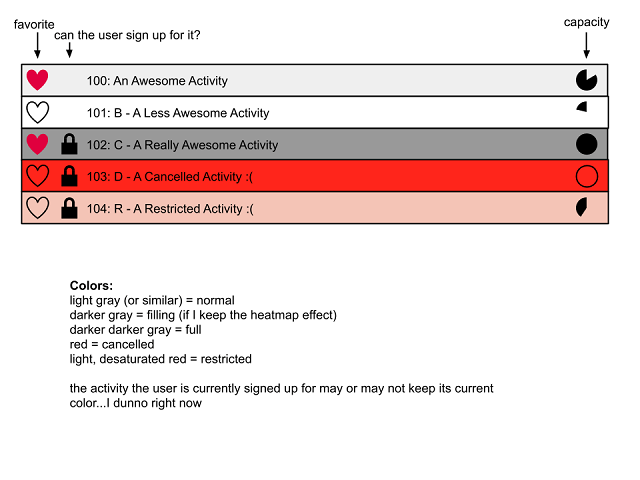 favorite
can the user sign up for it?
capacity
100: An Awesome Activity
101: B - A Less Awesome Activity
102: C - A Really Awesome Activity
103: D - A Cancelled Activity :(
104: R - A Restricted Activity :(
Colors:
light gray (or similar) = normal
darker gray = filling (if I keep the heatmap effect)
darker darker gray = full
red = cancelled
light, desaturated red = restricted
the activity the user is currently signed up for may or may not keep its current
color...I dunno right now